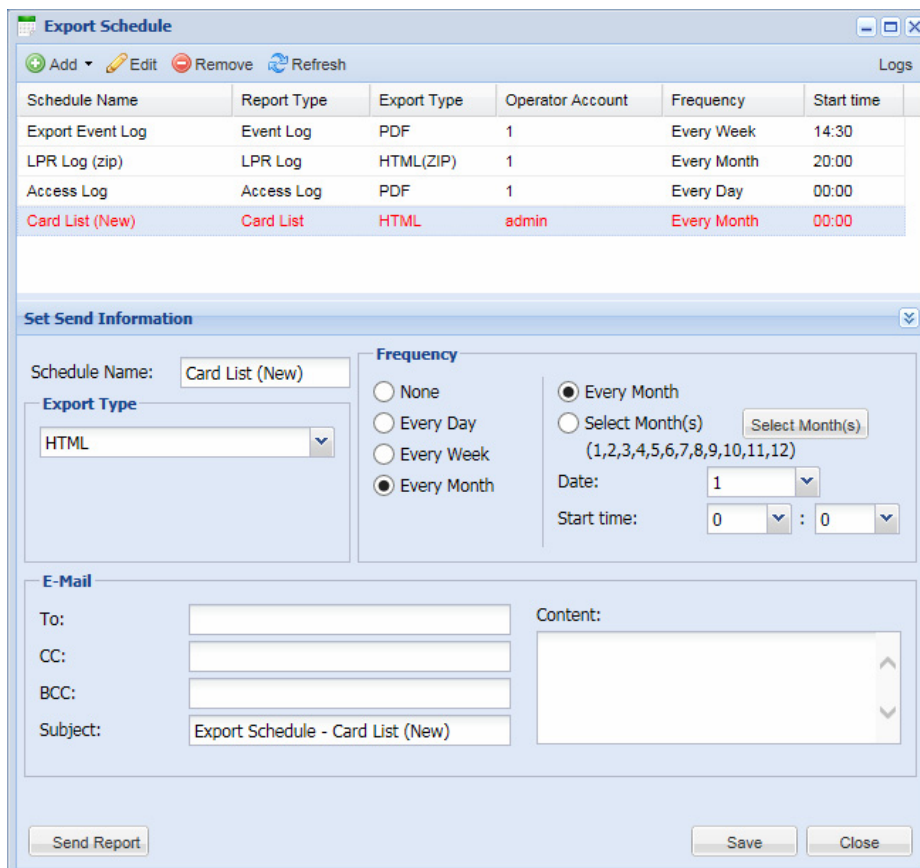 Export Schedule
Add Edit Remove Refresh Logs
Schedule Name Report Type Export Type Operator Account Frequency Start time
Export Event Log Event Log PDF 1 Every Week 14:30
LPR Log (zip) LPR Log HTML(ZIP) 1 Every Month 20:00
Access Log Access Log PDF 1 Every Day 00:00
Card List (New) Card List HTML admin Every Month 00:00
Set Send Information
Schedule Name: Card List (New)
Export Type
HTML
Frequency
None
Every Day
Every Week
Every Month
Every Month
Select Month(s) Select Month(s)
(1,2,3,4,5,6,7,8,9,10,11,12)
Date: 1
Start time: 0 : 0
E-Mail
To:
CC:
BCC:
Subject: Export Schedule - Card List (New)
Content:
Send Report Save Close